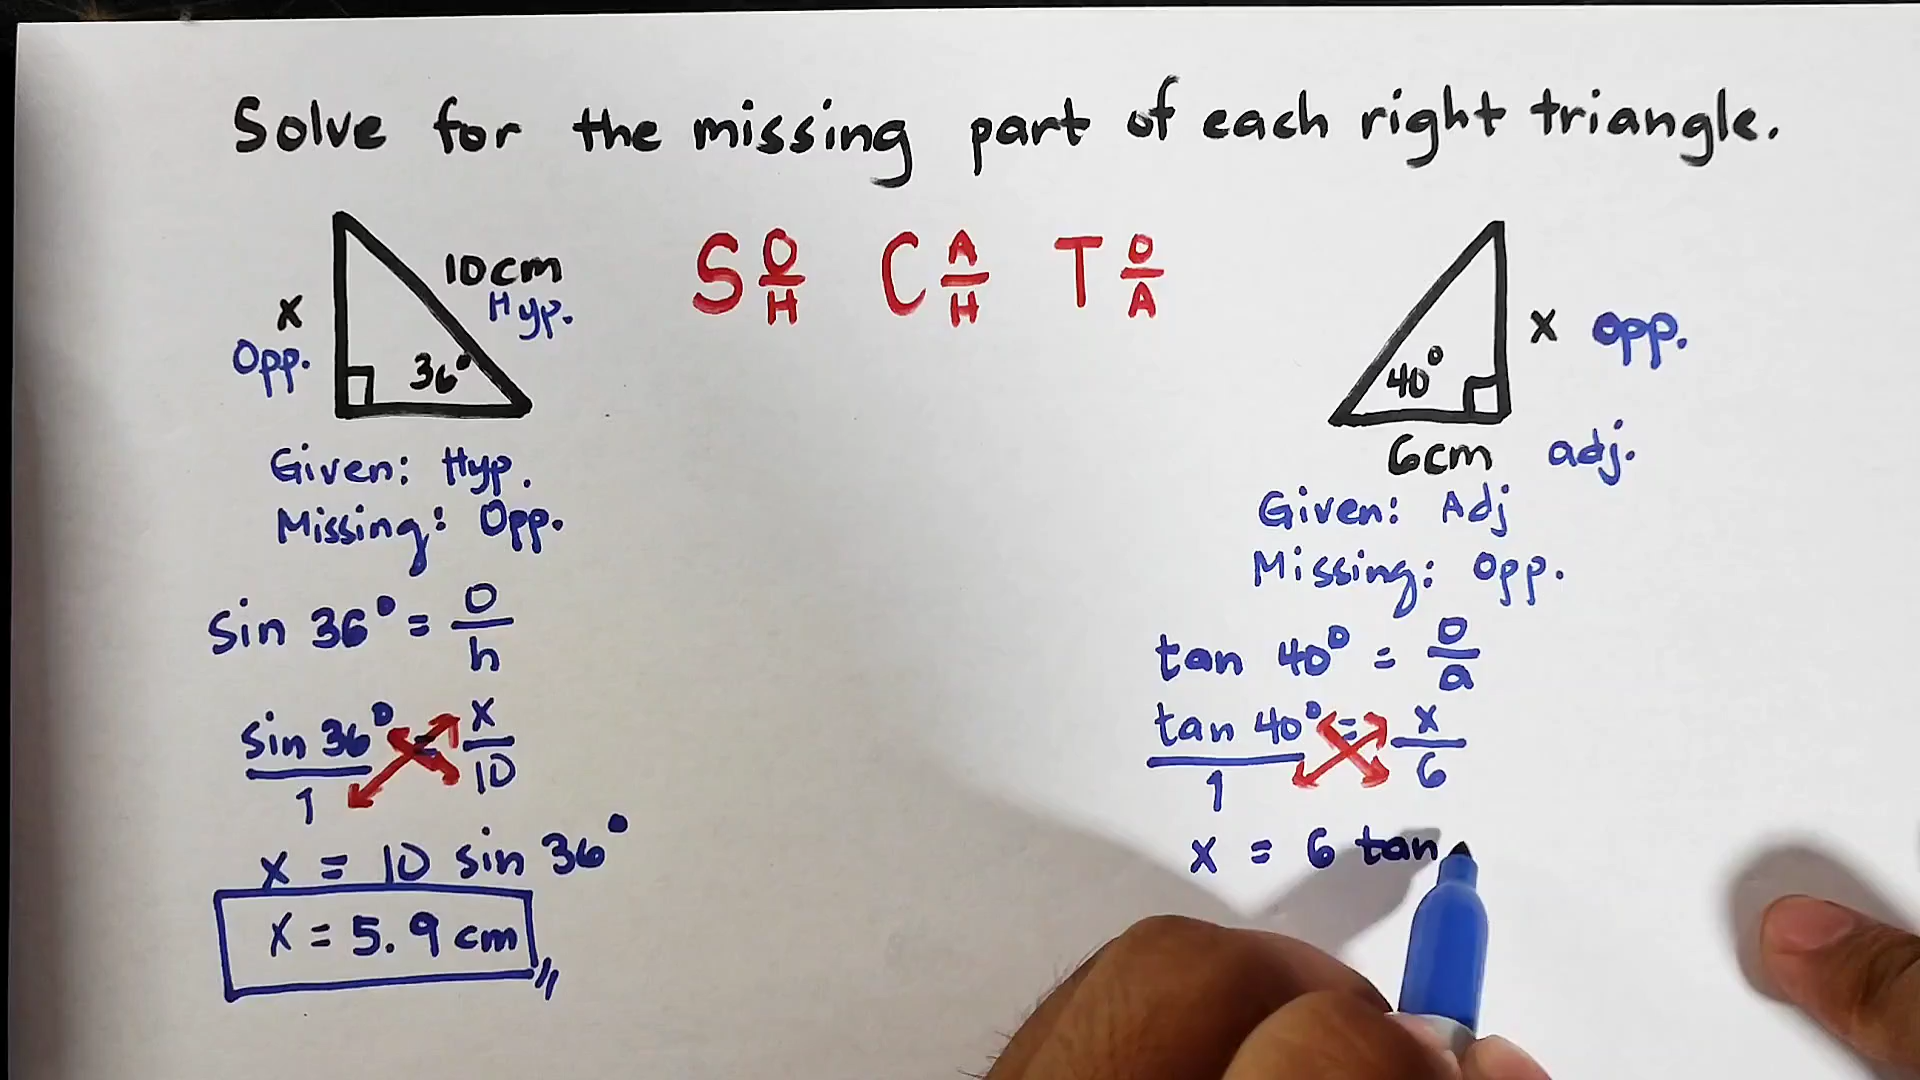 Solve for the missing part of each right triangle.
10cm
Hyp.
x
Opp.
36°
Given: Hyp.
Missing: Opp.
sin 36° = o/h
sin 36°/1 = x/10
x = 10 sin 36°
x = 5.9 cm
S O/H C A/H T O/A
x opp.
40°
6cm adj.
Given: Adj
Missing: Opp.
tan 40° = o/a
tan 40°/1 = x/6
x = 6 tan